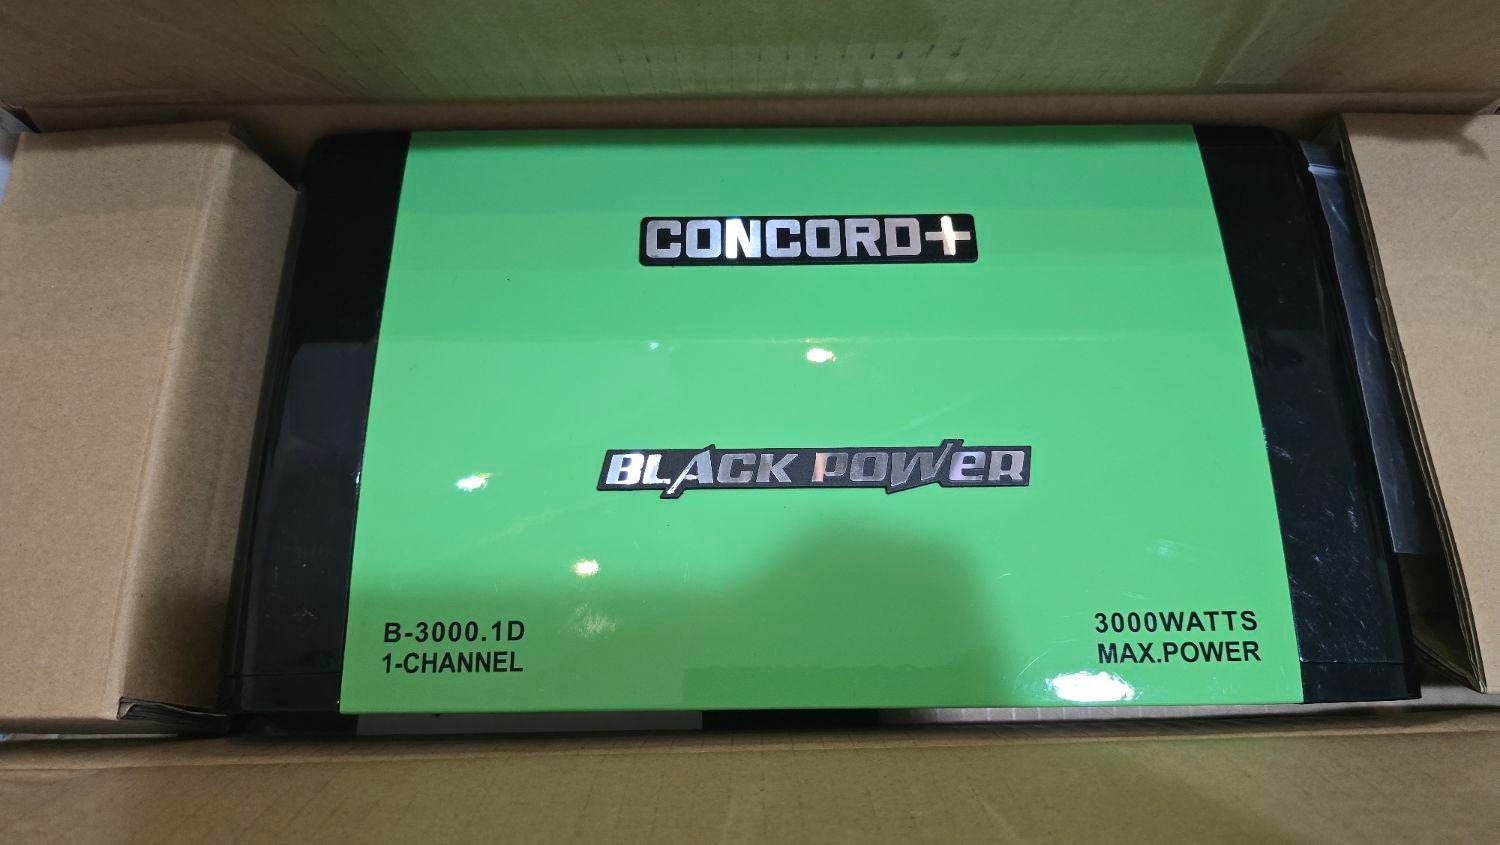 CONCORD+
BLACK POWER
B-3000.1D
1-CHANNEL
3000WATTS
MAX.POWER